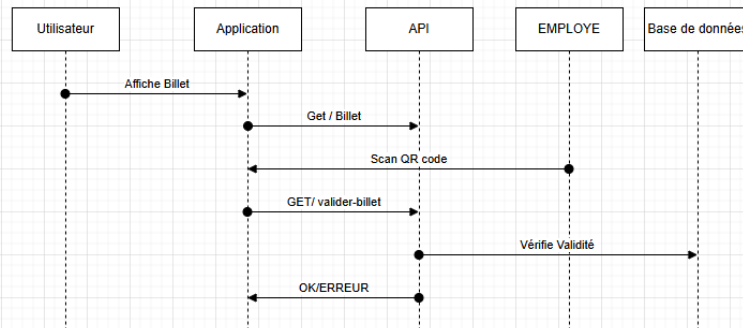 Utilisateur
Application
API
EMPLOYE
Base de données
Affiche Billet
Get / Billet
Scan QR code
GET/ valider-billet
Vérifie Validité
OK/ERREUR